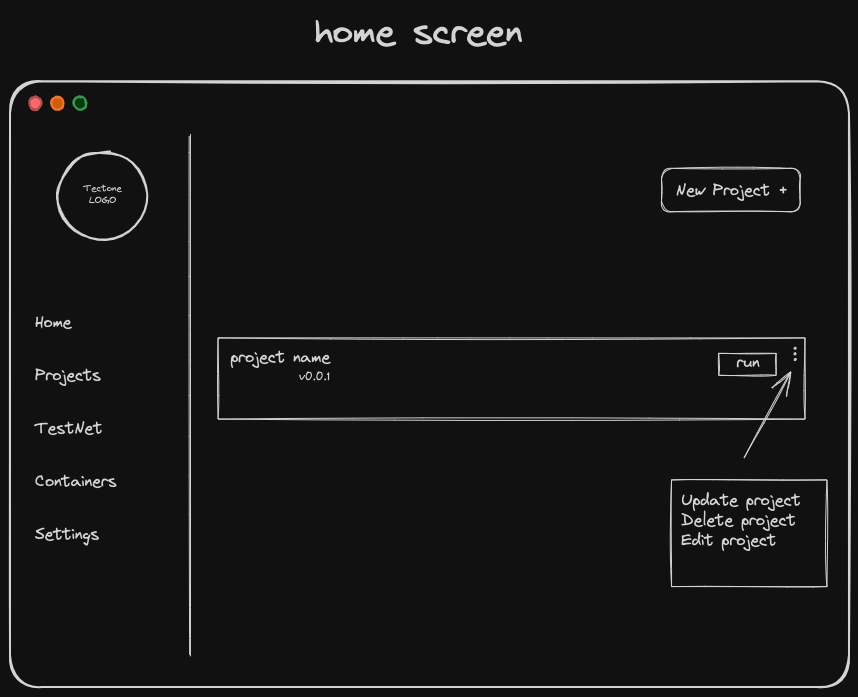 home screen
Tectone
LOGO
New Project +
Home
Projects
TestNet
Containers
Settings
project name
v0.0.1
run
Update project
Delete project
Edit project